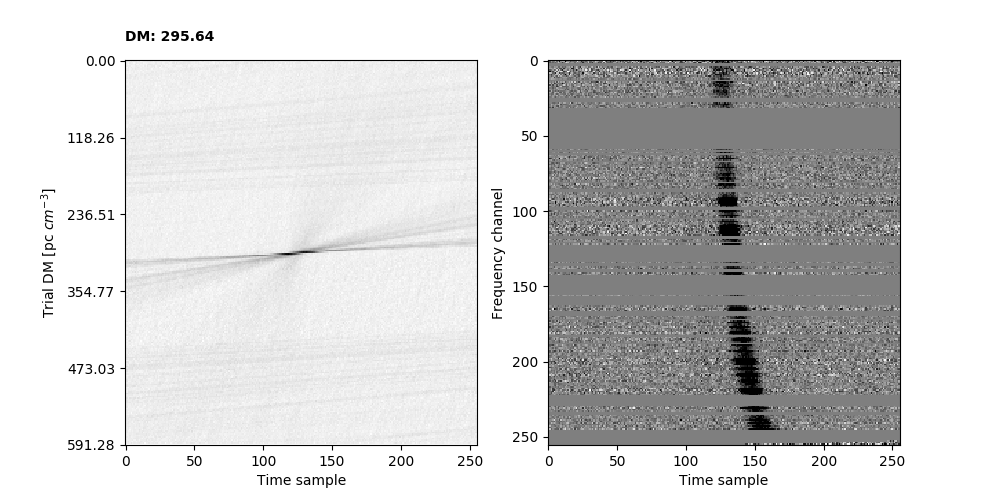 DM: 295.64
0.00
118.26
236.51
354.77
473.03
591.28
Trial DM [pc cm⁻³]
0 50 100 150 200 250
Time sample
0
50
100
150
200
250
Frequency channel
0 50 100 150 200 250
Time sample